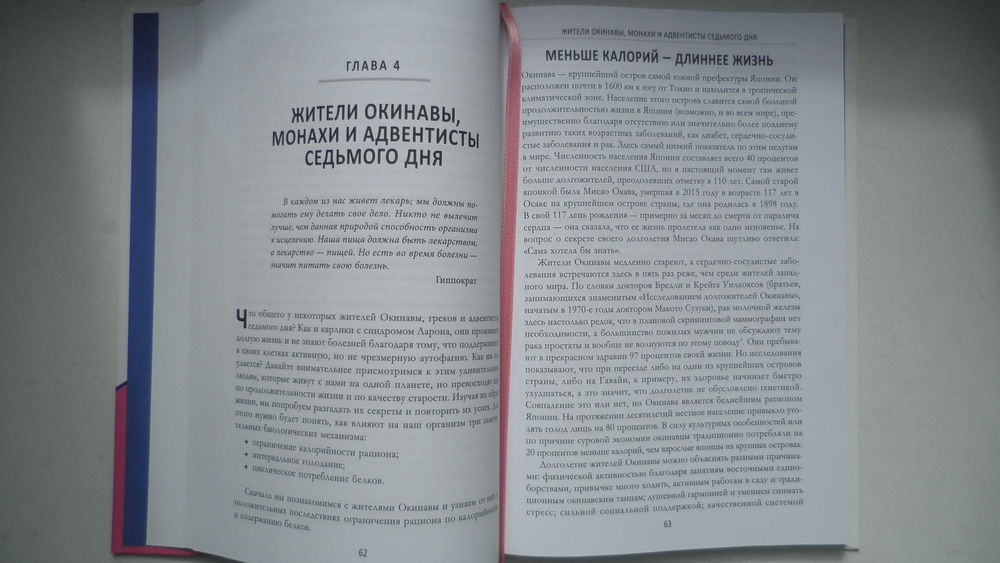 ГЛАВА 4
ЖИТЕЛИ ОКИНАВЫ,
МОНАХИ И АДВЕНТИСТЫ
СЕДЬМОГО ДНЯ
В каждом из нас живет лекарь; мы должны по-
могать ему делать свое дело. Никто не вылечит
лучше, чем данная природой способность организма
к исцелению. Наша пища должна быть лекарством,
а лекарство — пищей. Но есть во время болезни —
значит питать свою болезнь.
Гиппократ
Что общего у некоторых жителей Окинавы, греков и адвентистов
седьмого дня? Как и карлики с синдромом Ларона, они проживают
долгую жизнь и не знают болезней благодаря тому, что поддерживают
в своих клетках активную, но не чрезмерную аутофагию. Как им это
удается? Давайте внимательнее присмотримся к этим удивительным
людям, которые живут с нами на одной планете, но превосходят нас
по продолжительности жизни и по качеству старости. Изучая их образ
жизни, мы попробуем разгадать их секреты и повторить их успех. Для
этого нужно будет понять, как влияют на наш организм три замеча-
тельных биологических механизма:
✦ ограничение калорийности рациона;
✦ интервальное голодание;
✦ циклическое потребление белков.
Сначала мы познакомимся с жителями Окинавы и узнаем от них о
положительных последствиях ограничения рациона по калорийности
и содержанию белков.
62
ЖИТЕЛИ ОКИНАВЫ, МОНАХИ И АДВЕНТИСТЫ СЕДЬМОГО ДНЯ
МЕНЬШЕ КАЛОРИЙ — ДЛИННЕЕ ЖИЗНЬ
Окинава — крупнейший остров самой южной префектуры Японии. Он
расположен почти в 1600 км к югу от Токио и находится в тропической
климатической зоне. Население этого острова славится самой большой
продолжительностью жизни в Японии (возможно, и во всем мире), пре-
имущественно благодаря отсутствию или значительно более позднему
развитию таких возрастных заболеваний, как диабет, сердечно-сосуди-
стые заболевания и рак. Здесь самый низкий показатель по этим недугам
в мире. Численность населения Японии составляет всего 40 процентов
от численности населения США, но в настоящий момент там живет
больше долгожителей, преодолевших отметку в 110 лет. Самой старой
японкой была Мисао Окава, умершая в 2015 году в возрасте 117 лет в
Осаке на крупнейшем острове страны, где она родилась в 1898 году.
В свой 117 день рождения — примерно за месяц до смерти от паралича
сердца — она сказала, что ее жизнь пролетела как одно мгновенье. На
вопрос о секрете своего долголетия Мисао Окава шутливо ответила:
«Сама хотела бы знать».
Жители Окинавы медленно стареют, а сердечно-сосудистые забо-
левания встречаются здесь в пять раз реже, чем среди жителей запад-
ного мира. По словам докторов Бредли и Крейга Уилкоксов (братьев,
занимающихся знаменитым «Исследованием долгожителей Окинавы»,
начатым в 1970-е годы доктором Макото Сузуки), рак молочной железы
здесь настолько редок, что в плановой скрининговой маммографии нет
необходимости, а большинство пожилых мужчин не обсуждают тему
рака простаты и вообще не волнуются по этому поводу¹. Они пребыва-
ют в прекрасном здравии 97 процентов своей жизни. Но исследования
показывают, что при переезде либо на один из крупнейших островов
страны, либо на Гавайи, к примеру, их здоровье начинает быстро
ухудшаться, а это значит, что долголетие не обусловлено генетикой.
Совпадение это или нет, но Окинава является беднейшим регионом
Японии. На протяжении десятилетий местное население привыкло уто-
лять голод лишь на 80 процентов. В силу культурных особенностей или
по причине суровой экономии окинавцы традиционно потребляли на
20 процентов меньше калорий, чем взрослые японцы на крупных островах.
Долголетие жителей Окинавы можно объяснять разными причина-
ми: физической активностью благодаря занятиям восточными едино-
борствами, привычке много ходить, активным работам в саду и тради-
ционным окинавским танцам; душевной гармонией и умением снимать
стресс; сильной социальной поддержкой; качественной системой
63